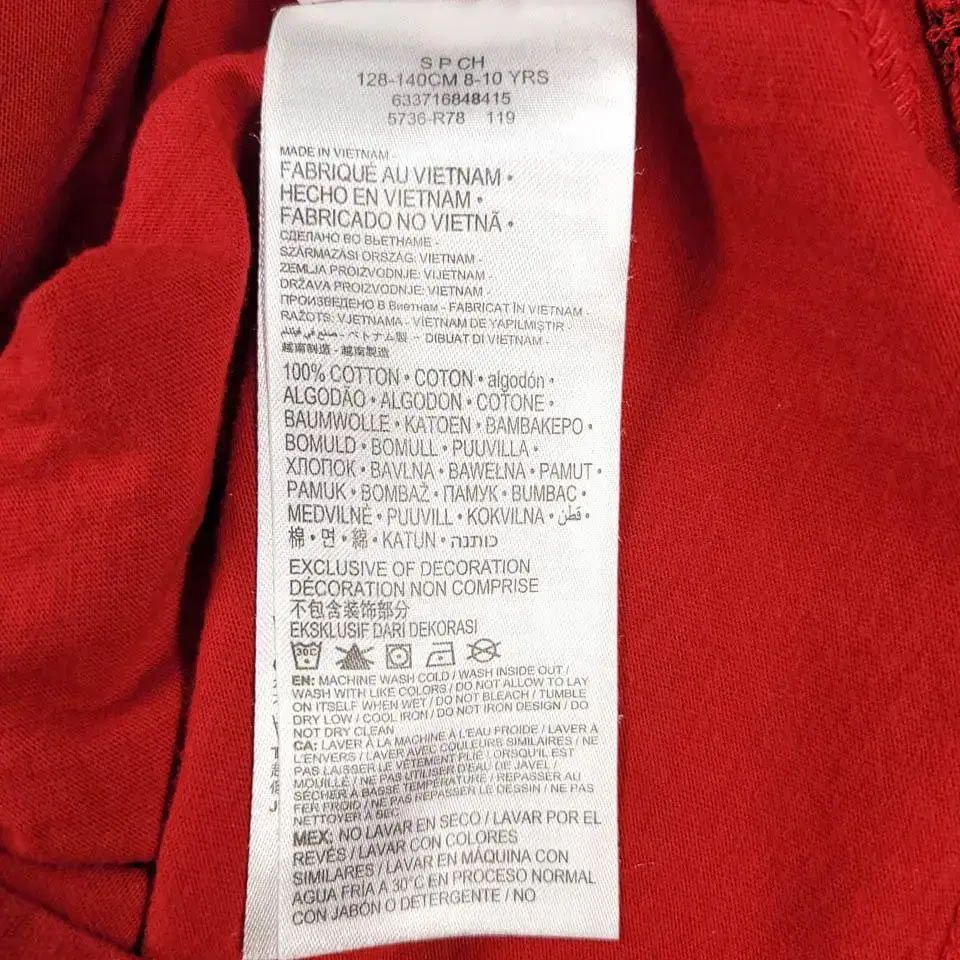 S P CH
128-140CM 8-10 YRS
633716848415
5736-R78 119
MADE IN VIETNAM -
FABRIQUÉ AU VIETNAM •
HECHO EN VIETNAM •
FABRICADO NO VIETNÃ •
СДЕЛАНО ВО ВЬЕТНАМЕ -
SZÁRMAZÁSI ORSZÁG: VIETNAM -
ZEMLJA PROIZVODNJE: VIJETNAM -
DRŽAVA PROIZVODNJE: VIETNAM -
ПРОИЗВЕДЕНО В Виетнам - FABRICAT ÎN VIETNAM -
RAŽOTS: VJETNAMA - VIETNAM DE YAPILMIŞTIR -
صنع في فيتنام - ベトナム製 - DIBUAT DI VIETNAM -
越南制造 - 越南製造
100% COTTON • COTON • algodón •
ALGODÃO • ALGODON • COTONE •
BAUMWOLLE • KATOEN • ΒΑΜΒΑΚΕΡΟ •
BOMULD • BOMULL • PUUVILLA •
ХЛОПОК • BAVLNA • BAWEŁNA • PAMUT •
PAMUK • BOMBAŽ • ПАМУК • BUMBAC •
MEDVILNĖ • PUUVILL • KOKVILNA • قطن •
棉 • 면 • 綿 • KATUN • כותנה
EXCLUSIVE OF DECORATION
DÉCORATION NON COMPRISE
不包含装饰部分
EKSKLUSIF DARI DEKORASI
30C
EN: MACHINE WASH COLD / WASH INSIDE OUT /
WASH WITH LIKE COLORS / DO NOT ALLOW TO LAY
ON ITSELF WHEN WET / DO NOT BLEACH / TUMBLE
DRY LOW / COOL IRON / DO NOT IRON DESIGN / DO
NOT DRY CLEAN
CA: LAVER À LA MACHINE À L'EAU FROIDE / LAVER À
L'ENVERS / LAVER AVEC COULEURS SIMILAIRES / NE
PAS LAISSER LE VÊTEMENT PLIÉ LORSQU'IL EST
MOUILLÉ / NE PAS UTILISER D'EAU DE JAVEL /
SÉCHER À BASSE TEMPÉRATURE / REPASSER AU
FER FROID / NE PAS REPASSER LE DESSIN / NE PAS
NETTOYER À SEC
MEX: NO LAVAR EN SECO / LAVAR POR EL
REVÉS / LAVAR CON COLORES
SIMILARES / LAVAR EN MÁQUINA CON
AGUA FRÍA A 30°C EN PROCESO NORMAL
CON JABÓN O DETERGENTE / NO